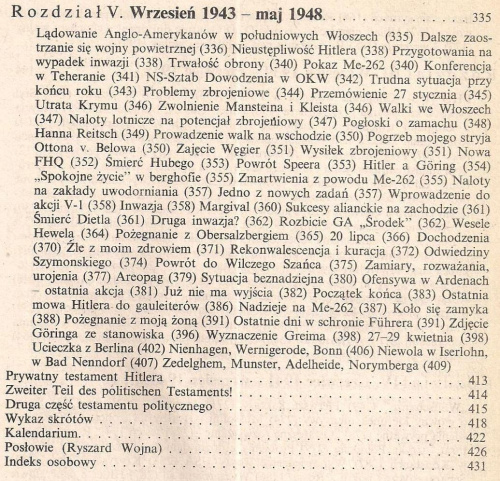 Rozdział V. Wrzesień 1943 – maj 1948. . . . . . . . . . . . . . . . . . . . . . . 335
Lądowanie Anglo-Amerykanów w południowych Włoszech (335) Dalsze zaos-
trzanie się wojny powietrznej (336) Nieustępliwość Hitlera (338) Przygotowania na
wypadek inwazji (338) Trwałość obrony (340) Pokaz Me-262 (340) Konferencja
w Teheranie (341) NS-Sztab Dowodzenia w OKW (342) Trudna sytuacja przy
końcu roku (343) Problemy zbrojeniowe (344) Przemówienie 27 stycznia (345)
Utrata Krymu (346) Zwolnienie Mansteina i Kleista (346) Walki we Włoszech
(347) Naloty lotnicze na potencjał zbrojeniowy (347) Pogłoski o zamachu (348)
Hanna Reitsch (349) Prowadzenie walk na wschodzie (350) Pogrzeb mojego stryja
Ottona v. Belowa (350) Zajęcie Węgier (351) Wysiłek zbrojeniowy (351) Nowa
FHQ (352) Śmierć Hubego (353) Powrót Speera (353) Hitler a Göring (354)
„Spokojne życie” w berghofie (355) Zmartwienia z powodu Me-262 (355) Naloty
na zakłady uwodorniania (357) Jedno z nowych zadań (357) Wprowadzenie do
akcji V-1 (358) Inwazja (358) Margival (360) Sukcesy alianckie na zachodzie (361)
Śmierć Dietla (361) Druga inwazja? (362) Rozbicie GA „Środek” (362) Wesele
Hewela (364) Pożegnanie z Obersalzbergiem (365) 20 lipca (366) Dochodzenia
(370) Źle z moim zdrowiem (371) Rekonwalescencja i kuracja (372) Odwiedziny
Szymonskiego (374) Powrót do Wilczego Szańca (375) Zamiary, rozważania,
urojenia (377) Areopag (379) Sytuacja beznadziejna (380) Ofensywa w Ardenach
– ostatnia akcja (381) Już nie ma wyjścia (382) Początek końca (383) Ostatnia
mowa Hitlera do gauleiterów (386) Nadzieje na Me-262 (387) Koło się zamyka
(388) Pożegnanie z moją żoną (391) Ostatnie dni w schronie Führera (391) Zdjęcie
Göringa ze stanowiska (396) Wyznaczenie Greima (398) 27–29 kwietnia (398)
Ucieczka z Berlina (402) Nienhagen, Wernigerode, Bonn (406) Niewola w Iserlohn,
w Bad Nenndorf (407) Zedelghem, Munster, Adelheide, Norymberga (409)
Prywatny testament Hitlera . . . . . . . . . . . . . . . . . . . . . . . 413
Zweiter Teil des politischen Testaments! . . . . . . . . . . . . . . . . . . . . . . . 414
Druga część testamentu politycznego . . . . . . . . . . . . . . . . . . . . . . . 415
Wykaz skrótów . . . . . . . . . . . . . . . . . . . . . . . 418
Kalendarium. . . . . . . . . . . . . . . . . . . . . . . 422
Posłowie (Ryszard Wojna) . . . . . . . . . . . . . . . . . . . . . . . 426
Indeks osobowy . . . . . . . . . . . . . . . . . . . . . . . 431